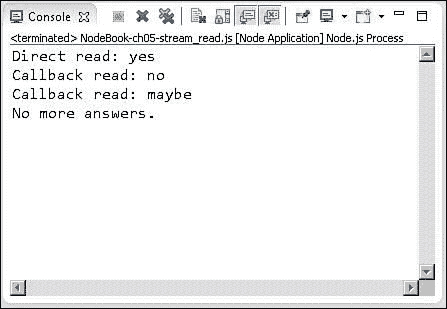 Console
<terminated> NodeBook-ch05-stream_read.js [Node Application] Node.js Process
Direct read: yes
Callback read: no
Callback read: maybe
No more answers.